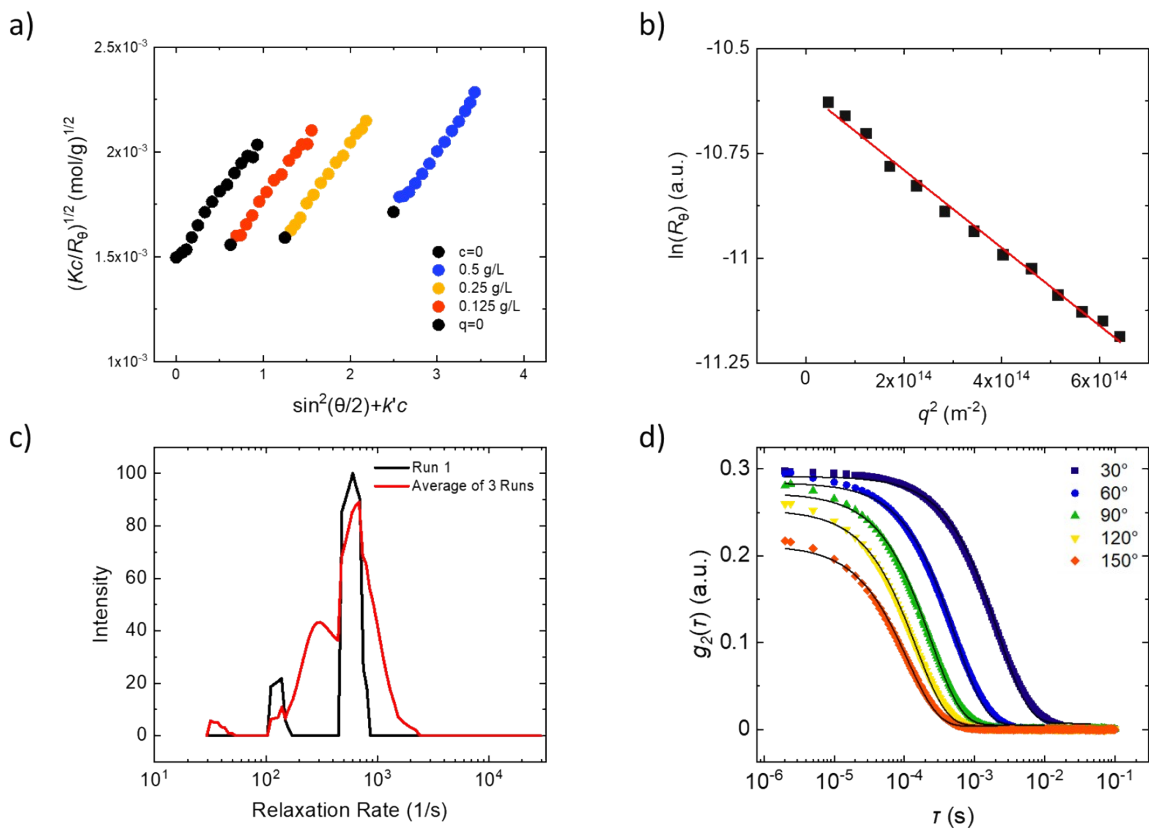 a)
2.5x10⁻³
2x10⁻³
1.5x10⁻³
1x10⁻³
(Kc/Rθ)^1/2 (mol/g)^1/2
c=0
0.5 g/L
0.25 g/L
0.125 g/L
q=0
0 1 2 3 4
sin²(θ/2)+k'c
b)
-10.5
-10.75
-11
-11.25
ln(Rθ) (a.u.)
0 2x10¹⁴ 4x10¹⁴ 6x10¹⁴
q² (m⁻²)
c)
100
80
60
40
20
0
Intensity
Run 1
Average of 3 Runs
10¹ 10² 10³ 10⁴
Relaxation Rate (1/s)
d)
0.3
0.2
0.1
0
g₂(τ) (a.u.)
30°
60°
90°
120°
150°
10⁻⁶ 10⁻⁵ 10⁻⁴ 10⁻³ 10⁻² 10⁻¹
τ (s)